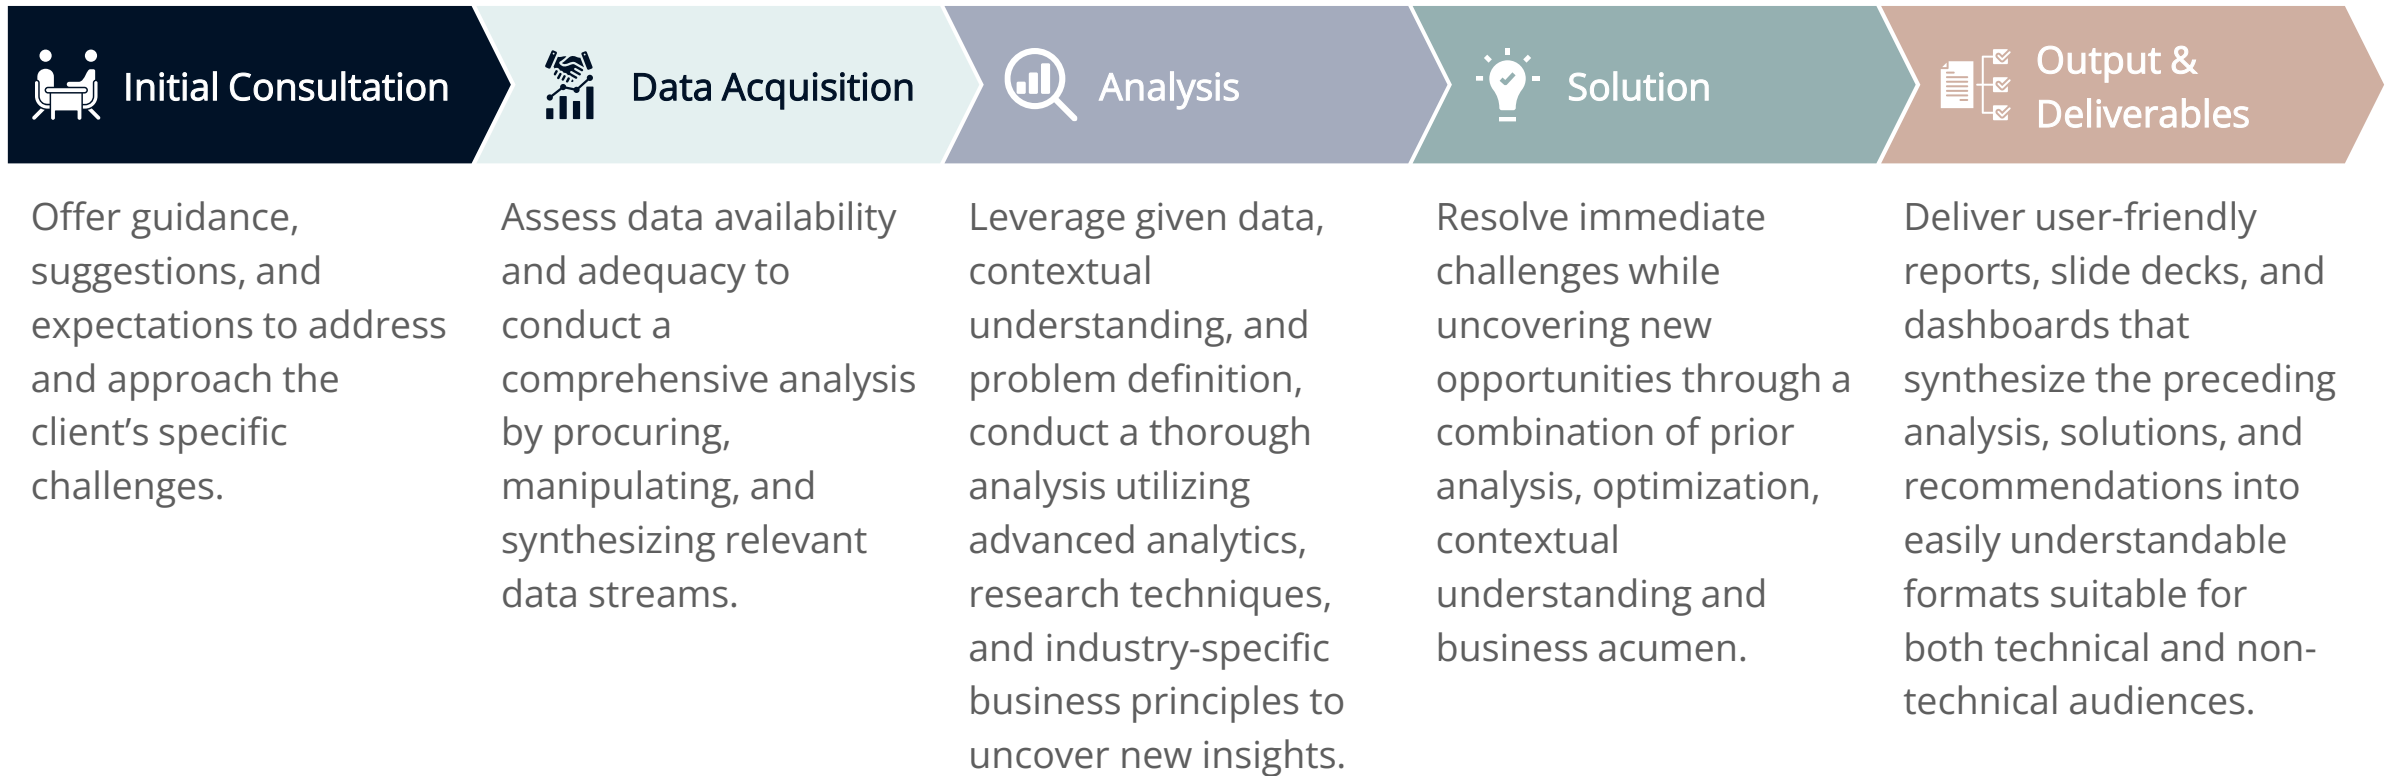 Initial Consultation
Offer guidance,
suggestions, and
expectations to address
and approach the
client’s specific
challenges.
Data Acquisition
Assess data availability
and adequacy to
conduct a
comprehensive analysis
by procuring,
manipulating, and
synthesizing relevant
data streams.
Analysis
Leverage given data,
contextual
understanding, and
problem definition,
conduct a thorough
analysis utilizing
advanced analytics,
research techniques,
and industry-specific
business principles to
uncover new insights.
Solution
Resolve immediate
challenges while
uncovering new
opportunities through a
combination of prior
analysis, optimization,
contextual
understanding and
business acumen.
Output &
Deliverables
Deliver user-friendly
reports, slide decks, and
dashboards that
synthesize the preceding
analysis, solutions, and
recommendations into
easily understandable
formats suitable for
both technical and non-
technical audiences.